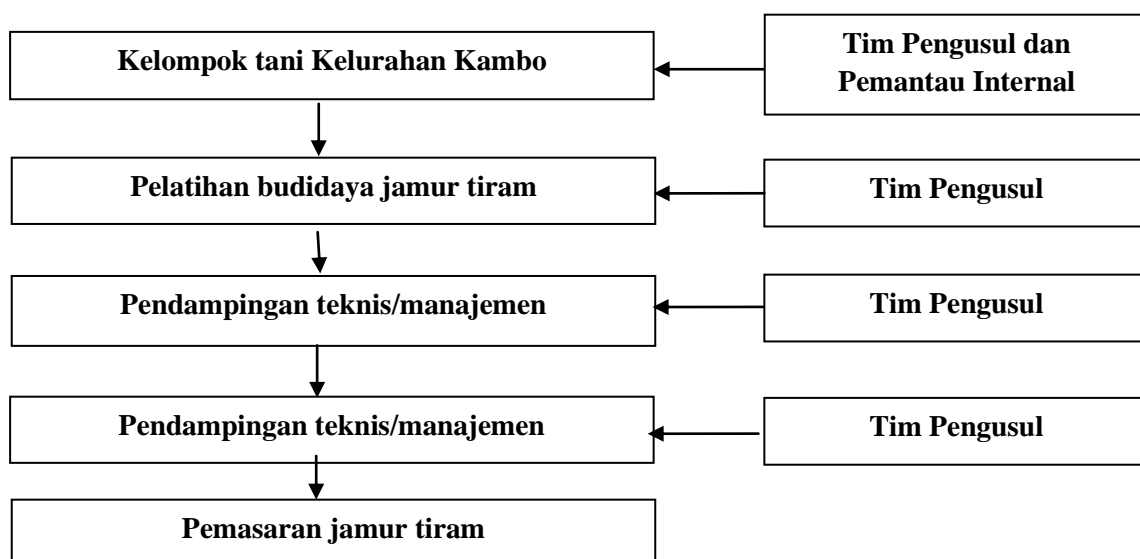 Kelompok tani Kelurahan Kambo
Tim Pengusul dan
Pemantau Internal
Pelatihan budidaya jamur tiram
Tim Pengusul
Pendampingan teknis/manajemen
Tim Pengusul
Pendampingan teknis/manajemen
Tim Pengusul
Pemasaran jamur tiram